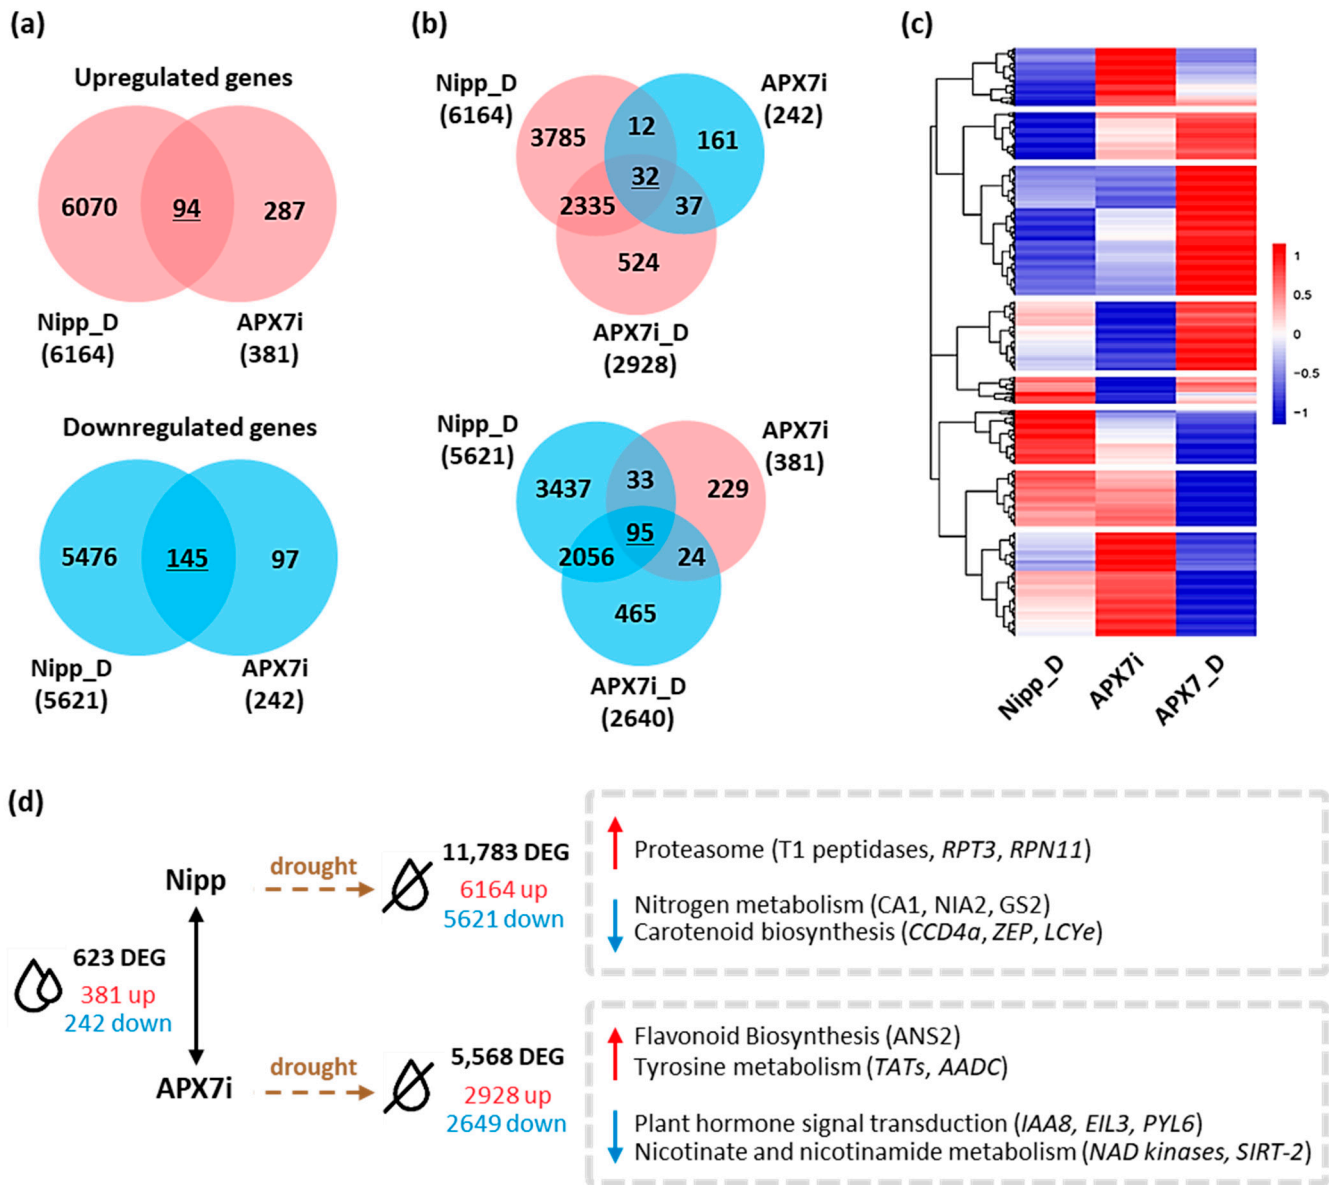 (a)
Upregulated genes
6070
94
287
Nipp_D
(6164)
APX7i
(381)
Downregulated genes
5476
145
97
Nipp_D
(5621)
APX7i
(242)
(b)
Nipp_D
(6164)
APX7i
(242)
3785
12
161
32
2335
37
524
APX7i_D
(2928)
Nipp_D
(5621)
APX7i
(381)
3437
33
229
95
2056
24
465
APX7i_D
(2640)
(c)
1
0.5
0
-0.5
-1
Nipp_D
APX7i
APX7_D
(d)
623 DEG
381 up
242 down
Nipp
APX7i
drought
11,783 DEG
6164 up
5621 down
Proteasome (T1 peptidases, RPT3, RPN11)
Nitrogen metabolism (CA1, NIA2, GS2)
Carotenoid biosynthesis (CCD4a, ZEP, LCYe)
drought
5,568 DEG
2928 up
2649 down
Flavonoid Biosynthesis (ANS2)
Tyrosine metabolism (TATs, AADC)
Plant hormone signal transduction (IAA8, EIL3, PYL6)
Nicotinate and nicotinamide metabolism (NAD kinases, SIRT-2)